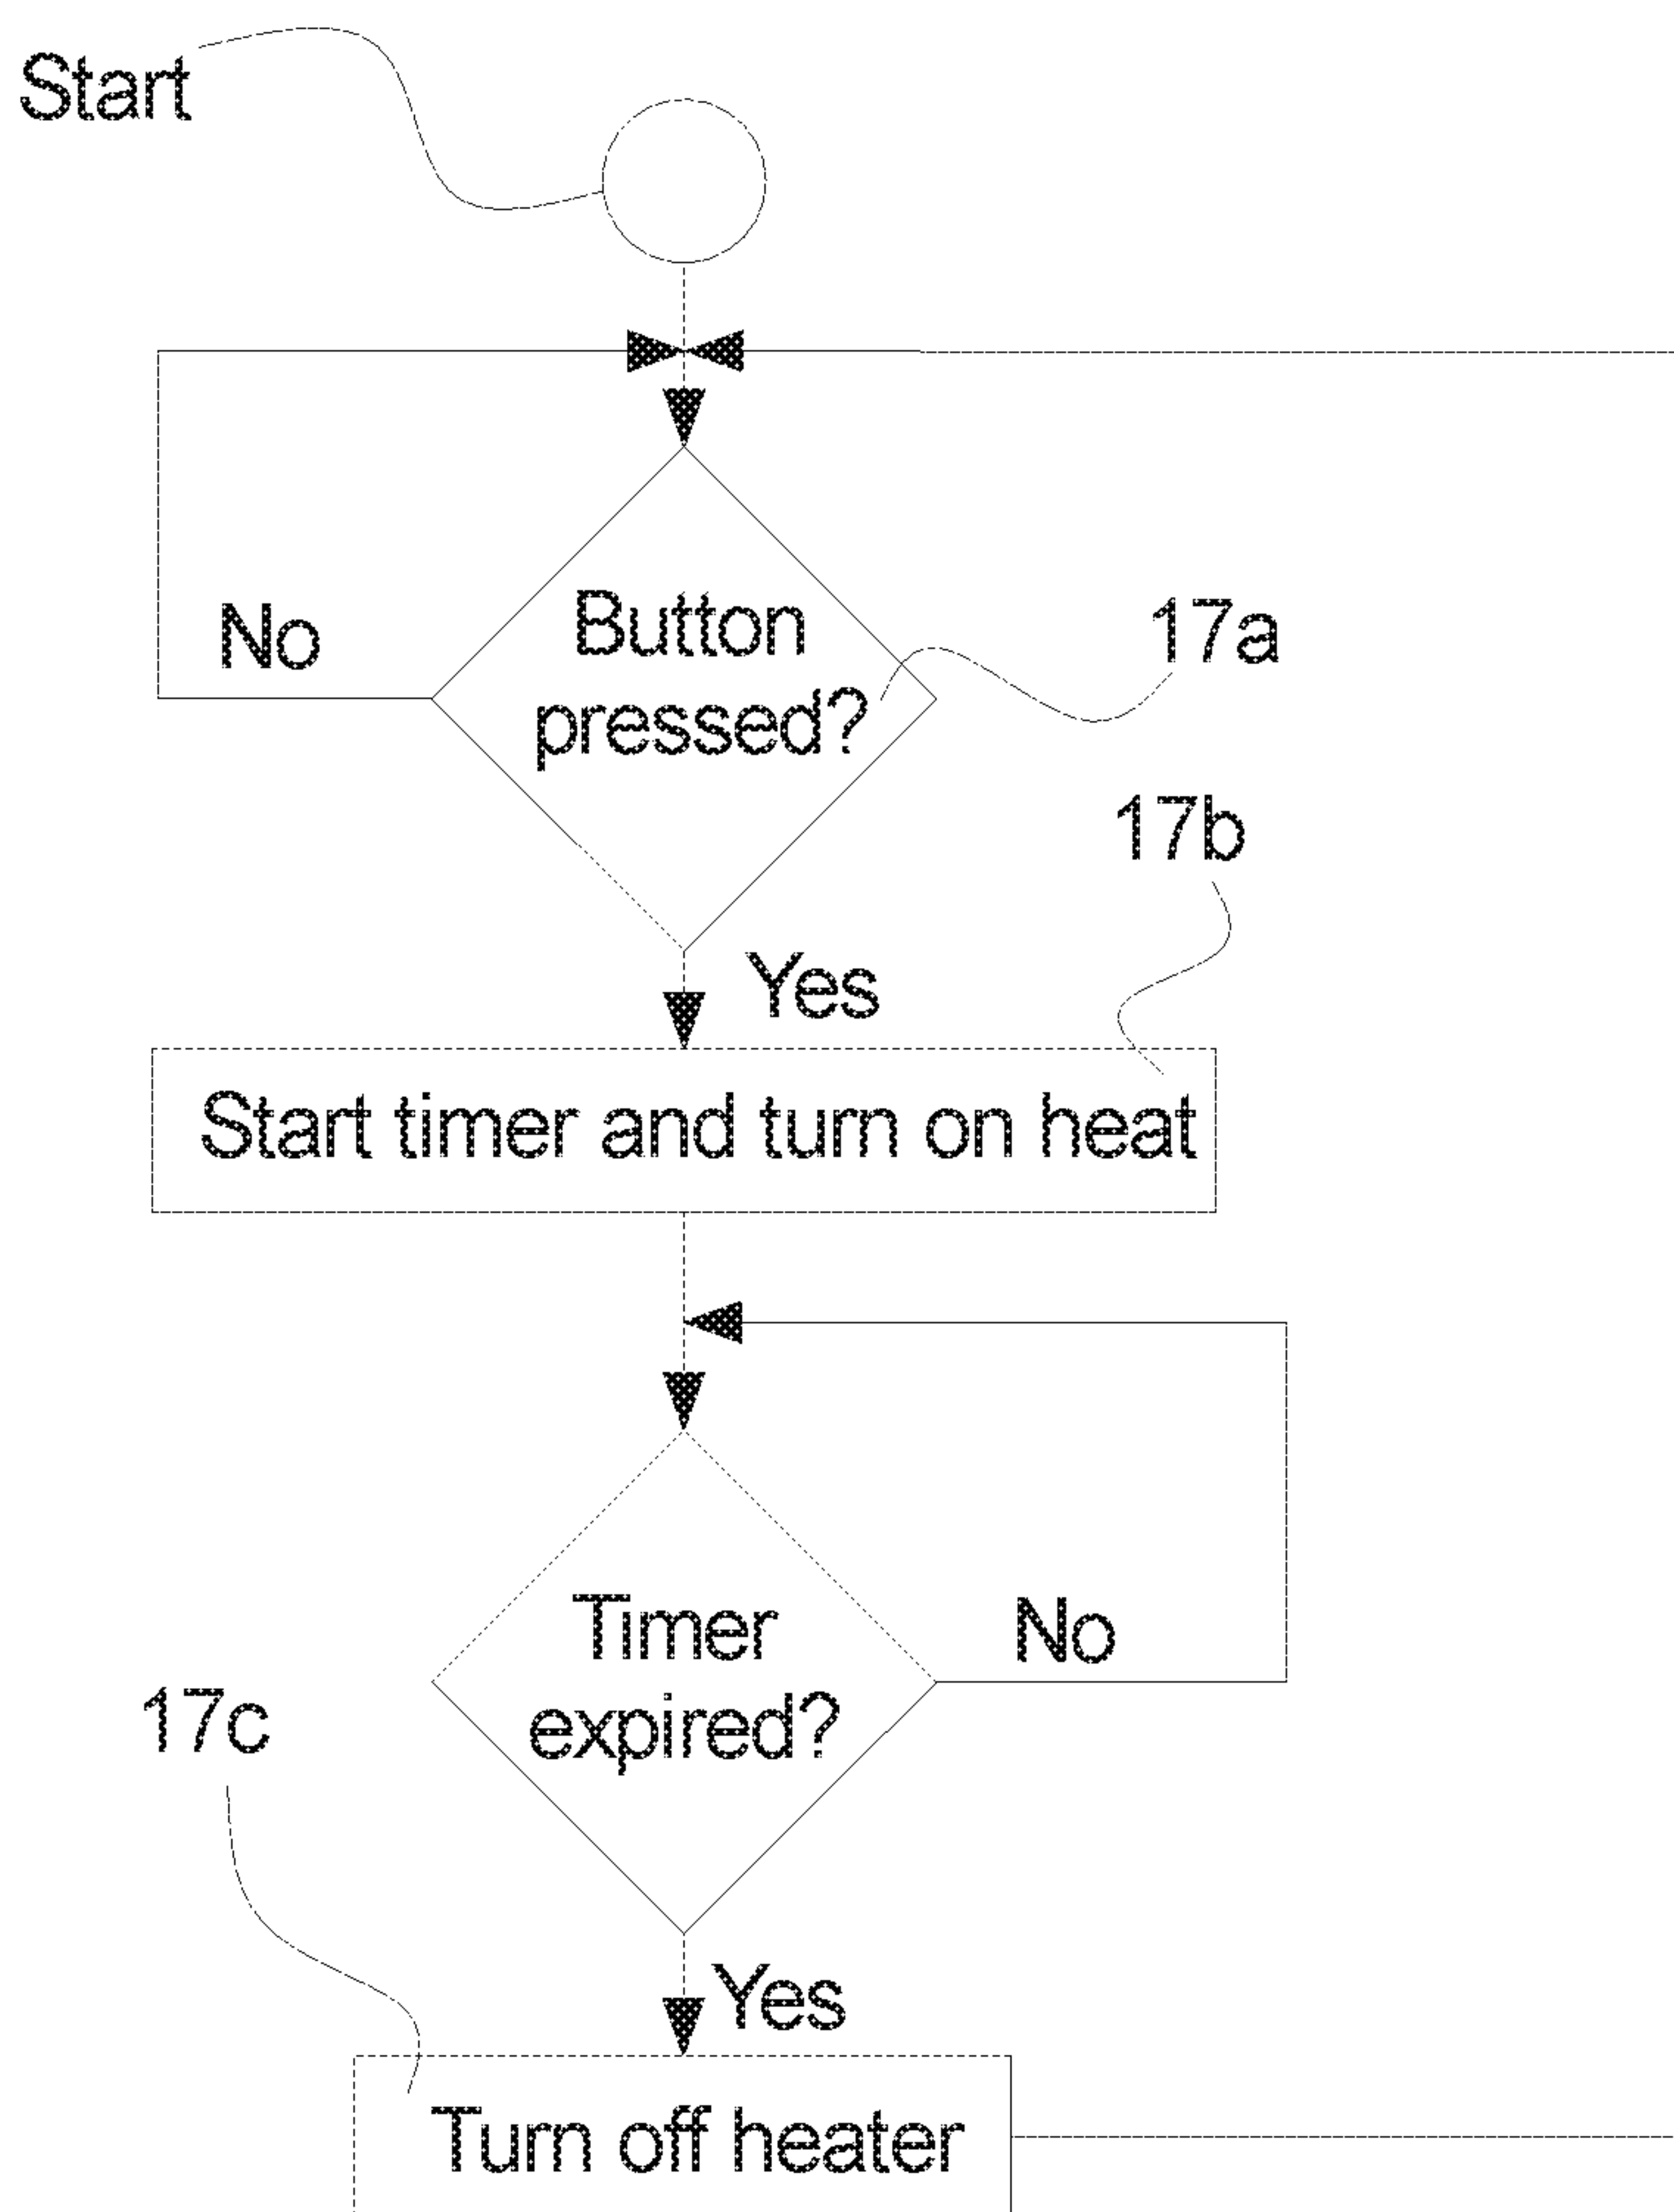 Start
No
Button
pressed?
17a
17b
Yes
Start timer and turn on heat
Timer
expired?
No
17c
Yes
Turn off heater